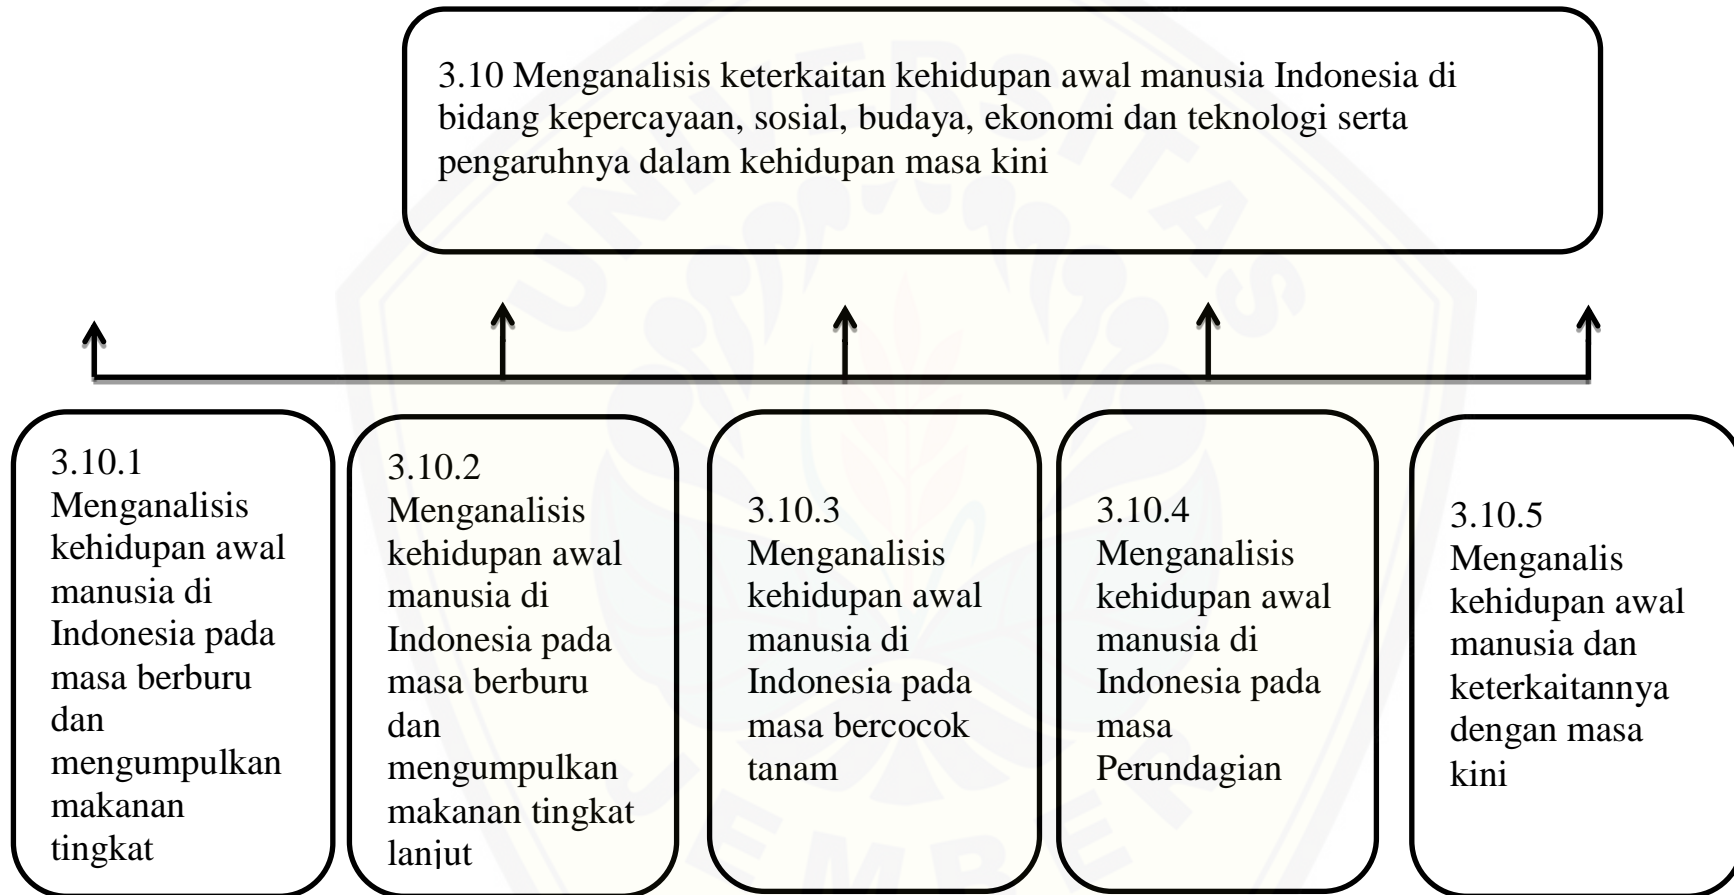 3.10 Menganalisis keterkaitan kehidupan awal manusia Indonesia di
bidang kepercayaan, sosial, budaya, ekonomi dan teknologi serta
pengaruhnya dalam kehidupan masa kini
3.10.1
Menganalisis
kehidupan awal
manusia di
Indonesia pada
masa berburu
dan
mengumpulkan
makanan
tingkat
3.10.2
Menganalisis
kehidupan awal
manusia di
Indonesia pada
masa berburu
dan
mengumpulkan
makanan tingkat
lanjut
3.10.3
Menganalisis
kehidupan awal
manusia di
Indonesia pada
masa bercocok
tanam
3.10.4
Menganalisis
kehidupan awal
manusia di
Indonesia pada
masa
Perundagian
3.10.5
Menganalis
kehidupan awal
manusia dan
keterkaitannya
dengan masa
kini
UNIVERSITAS
JEMBER